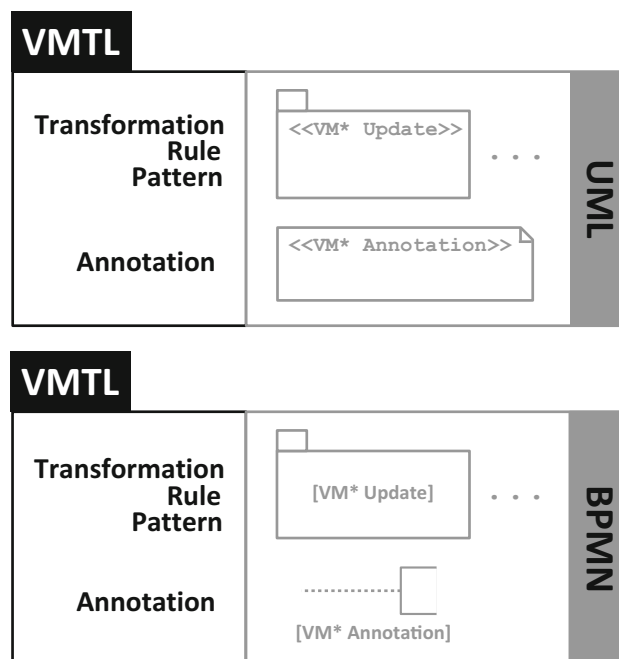 VMTL
Transformation
Rule
Pattern
<<VM* Update>>
. . .
Annotation
<<VM* Annotation>>
UML
VMTL
Transformation
Rule
Pattern
[VM* Update]
. . .
Annotation
[VM* Annotation]
BPMN